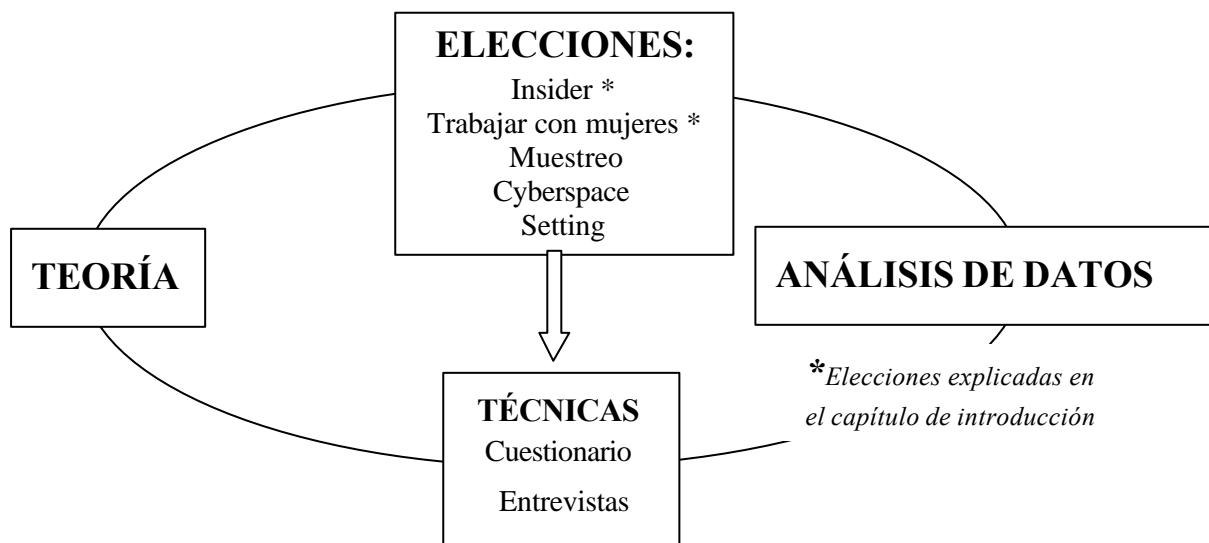 ELECCIONES:
Insider *
Trabajar con mujeres *
Muestreo
Cyberspace
Setting
TEORÍA
ANÁLISIS DE DATOS
TÉCNICAS
Cuestionario
Entrevistas
*Elecciones explicadas en
el capítulo de introducción